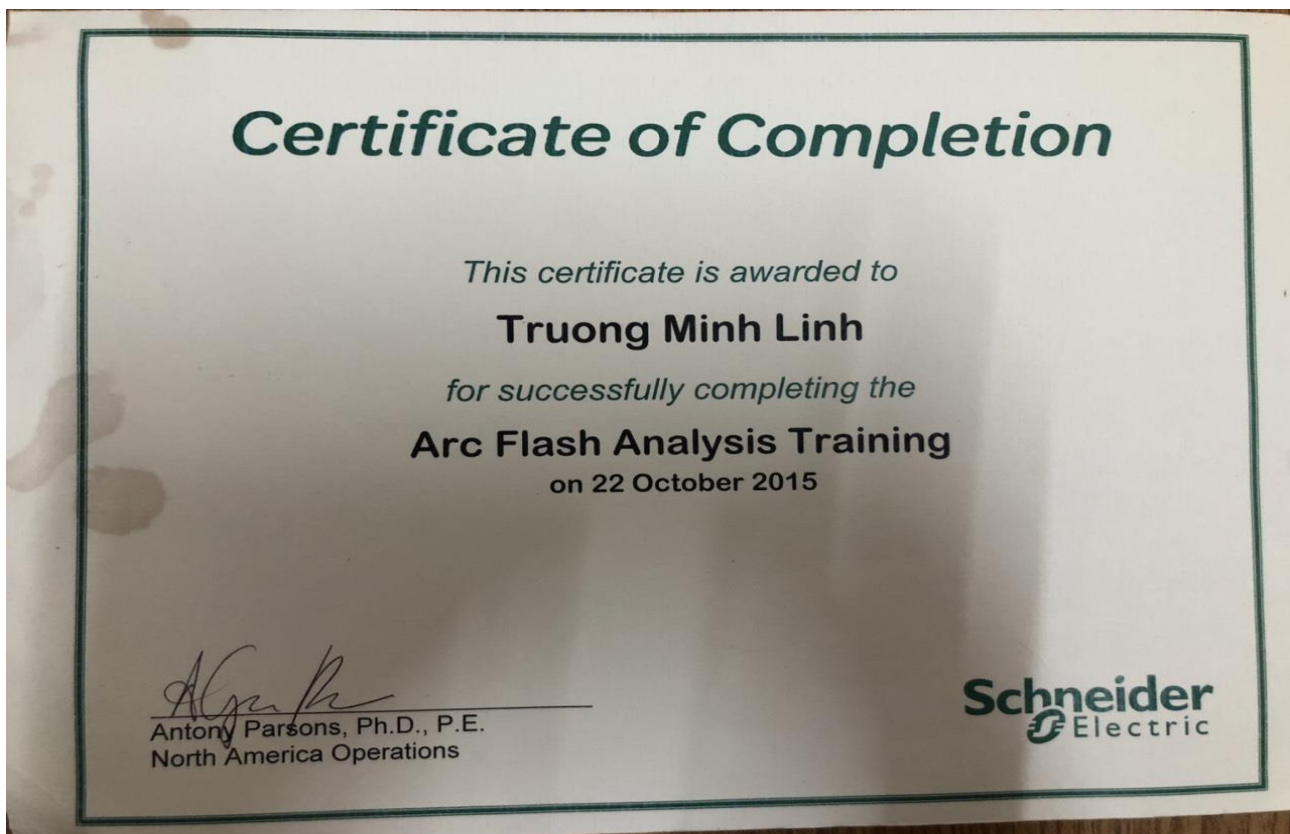 Certificate of Completion
This certificate is awarded to
Truong Minh Linh
for successfully completing the
Arc Flash Analysis Training
on 22 October 2015
Antony Parsons, Ph.D., P.E.
North America Operations
Schneider
Electric